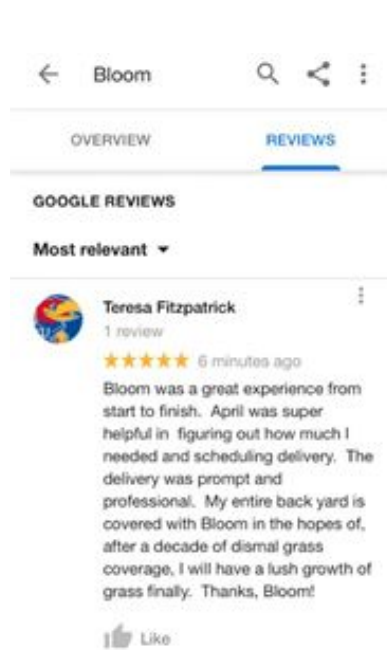 Bloom
OVERVIEW REVIEWS
GOOGLE REVIEWS
Most relevant
Teresa Fitzpatrick
1 review
6 minutes ago
Bloom was a great experience from
start to finish.  April was super
helpful in  figuring out how much I
needed and scheduling delivery.  The
delivery was prompt and
professional.  My entire back yard is
covered with Bloom in the hopes of,
after a decade of dismal grass
coverage, I will have a lush growth of
grass finally.  Thanks, Bloom!
Like